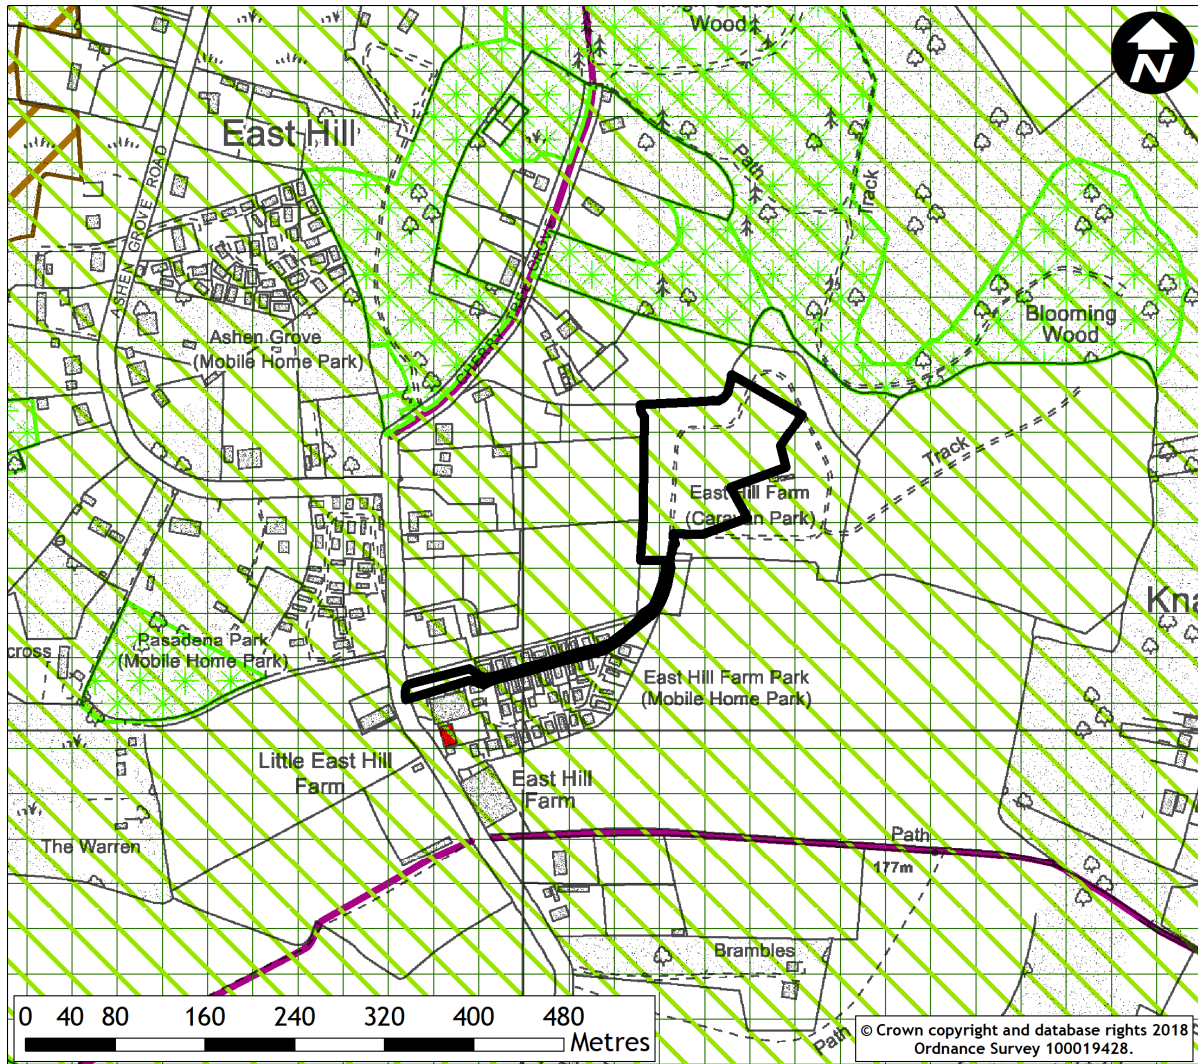 Wood
N
East Hill
ASHEN GROVE ROAD
Path
Track
Ashen Grove
(Mobile Home Park)
Blooming
Wood
Track
East Hill Farm
(Caravan Park)
Pasadena Park
(Mobile Home Park)
cross
Kna
East Hill Farm Park
(Mobile Home Park)
Little East Hill
Farm
East Hill
Farm
The Warren
Path
177m
Brambles
Path
0 40 80 160 240 320 400 480
Metres
© Crown copyright and database rights 2018
Ordnance Survey 100019428.